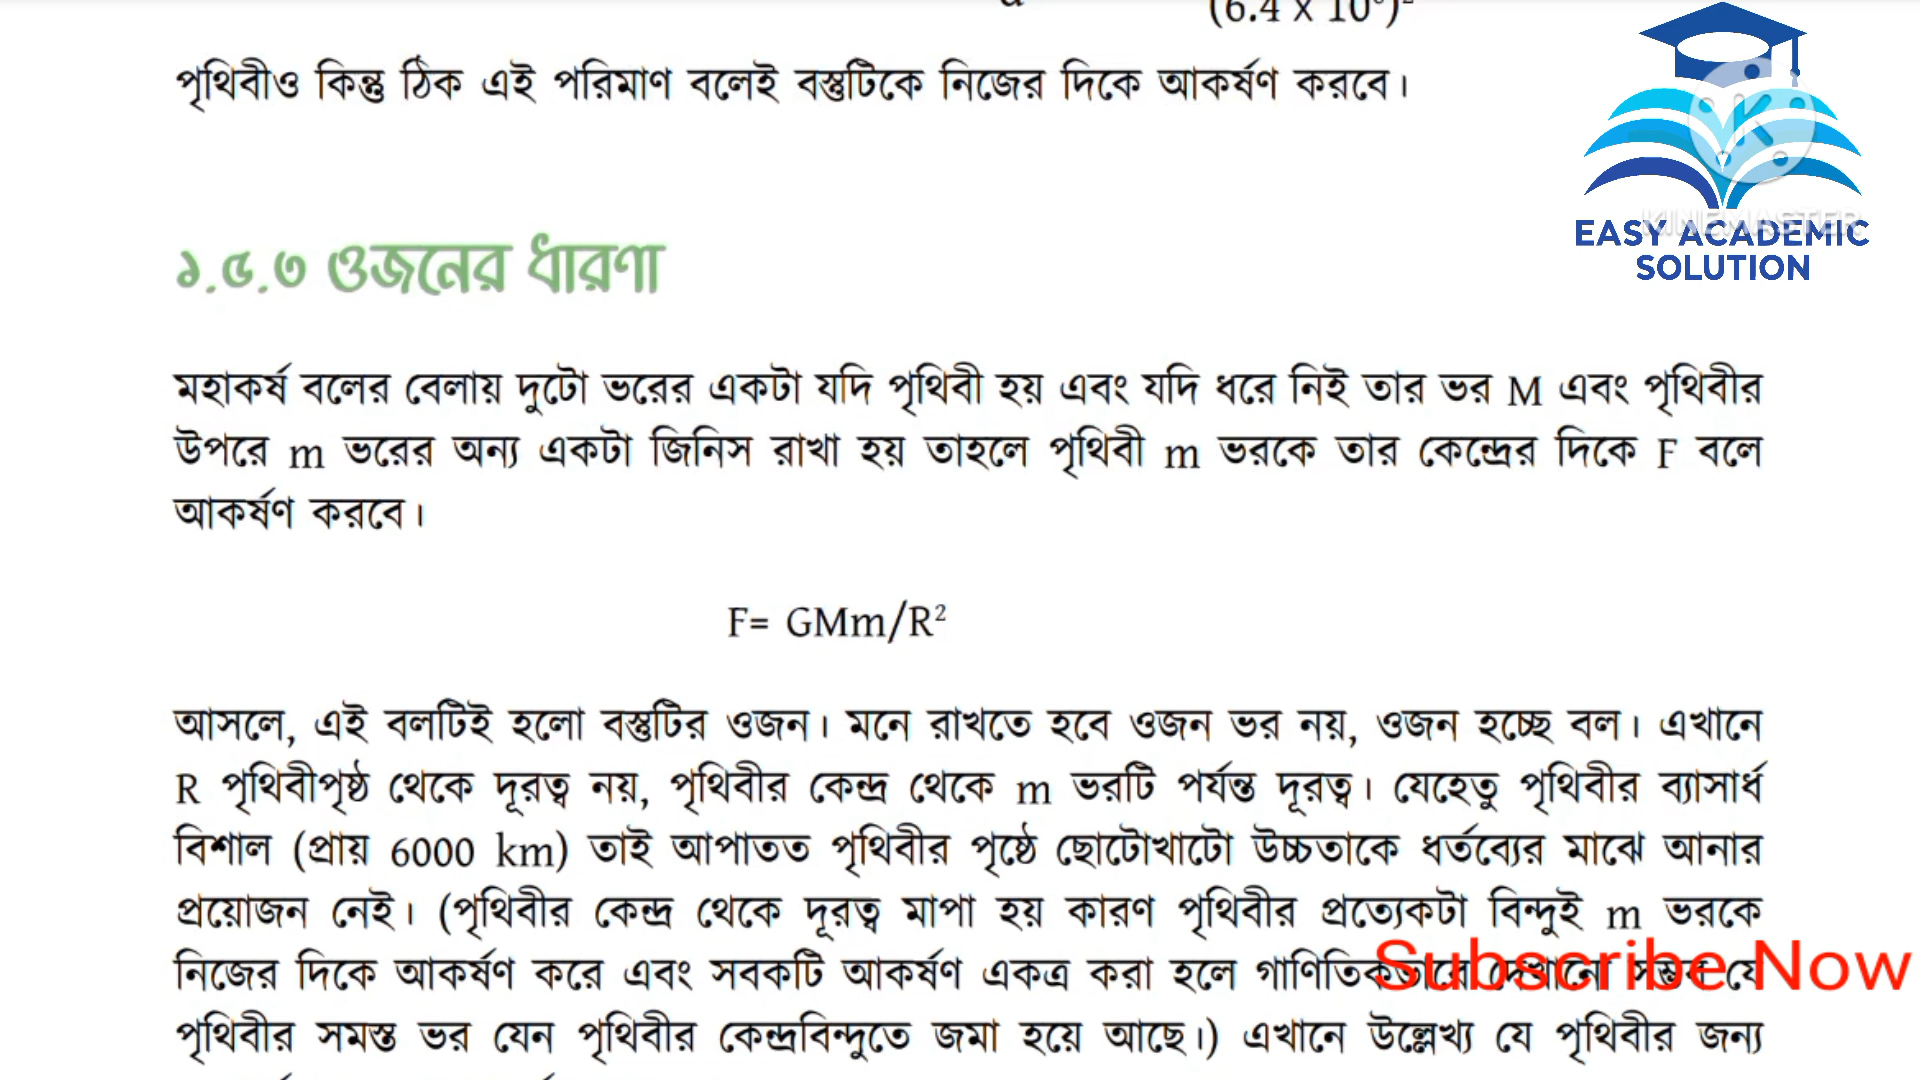 (6.4 x 10⁶)²
পৃথিবীও কিন্তু ঠিক এই পরিমাণ বলেই বস্তুটিকে নিজের দিকে আকর্ষণ করবে।
KINEMASTER
EASY ACADEMIC
SOLUTION
১.৫.৩ ওজনের ধারণা
মহাকর্ষ বলের বেলায় দুটো ভরের একটা যদি পৃথিবী হয় এবং যদি ধরে নিই তার ভর M এবং পৃথিবীর
উপরে m ভরের অন্য একটা জিনিস রাখা হয় তাহলে পৃথিবী m ভরকে তার কেন্দ্রের দিকে F বলে
আকর্ষণ করবে।
F= GMm/R²
আসলে, এই বলটিই হলো বস্তুটির ওজন। মনে রাখতে হবে ওজন ভর নয়, ওজন হচ্ছে বল। এখানে
R পৃথিবীপৃষ্ঠ থেকে দূরত্ব নয়, পৃথিবীর কেন্দ্র থেকে m ভরটি পর্যন্ত দূরত্ব। যেহেতু পৃথিবীর ব্যাসার্ধ
বিশাল (প্রায় 6000 km) তাই আপাতত পৃথিবীর পৃষ্ঠে ছোটোখাটো উচ্চতাকে ধর্তব্যের মাঝে আনার
প্রয়োজন নেই। (পৃথিবীর কেন্দ্র থেকে দূরত্ব মাপা হয় কারণ পৃথিবীর প্রত্যেকটা বিন্দুই m ভরকে
নিজের দিকে আকর্ষণ করে এবং সবকটি আকর্ষণ একত্র করা হলে গাণিতিকভাবে দেখানো সম্ভব যে
Subscribe Now
পৃথিবীর সমস্ত ভর যেন পৃথিবীর কেন্দ্রবিন্দুতে জমা হয়ে আছে।) এখানে উল্লেখ্য যে পৃথিবীর জন্য